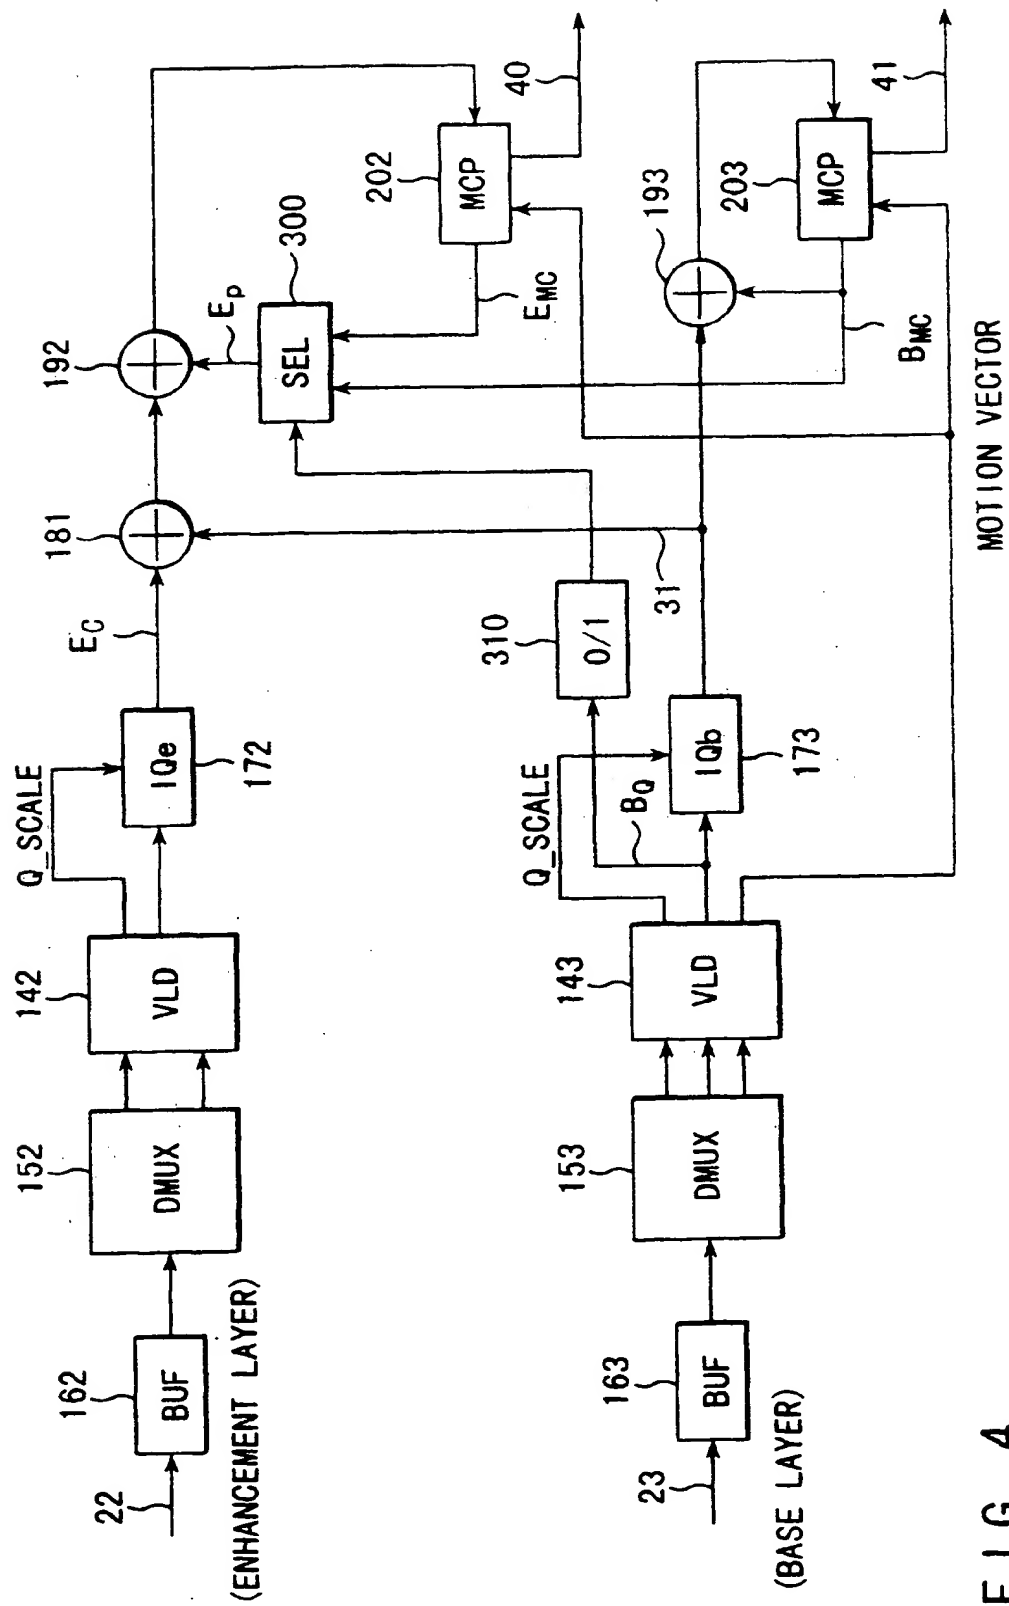 22
162
BUF
(ENHANCEMENT LAYER)
152
DMUX
142
VLD
Q_SCALE
IQe
172
EC
181
192
EP
300
SEL
EMC
202
MCP
40
23
163
BUF
(BASE LAYER)
153
DMUX
143
VLD
Q_SCALE
BQ
IQb
173
310
0/1
31
193
BMC
203
MCP
41
MOTION VECTOR
FIG. 4